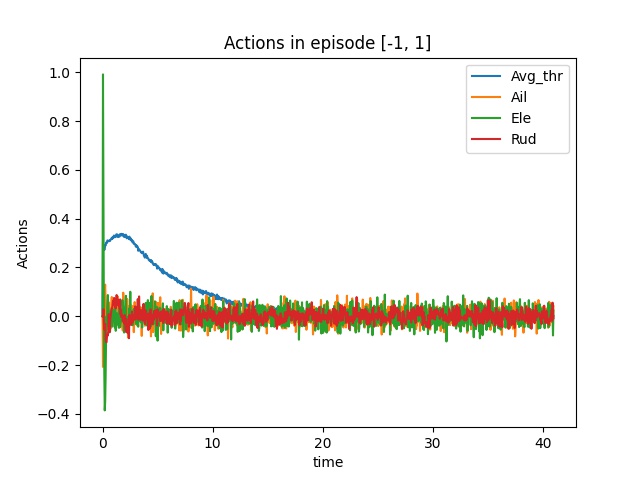 Actions in episode [-1, 1]
Avg_thr
Ail
Ele
Rud
1.0
0.8
0.6
0.4
0.2
0.0
−0.2
−0.4
Actions
0 10 20 30 40
time